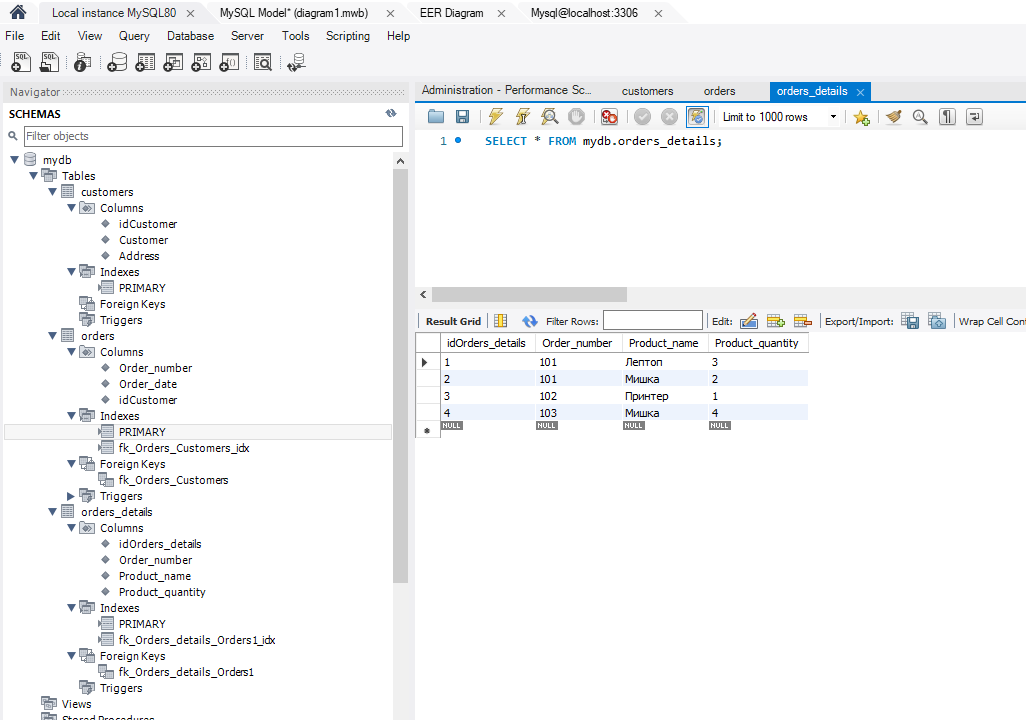 Local instance MySQL80 MySQL Model* (diagram1.mwb) EER Diagram Mysql@localhost:3306
File Edit View Query Database Server Tools Scripting Help
Navigator
SCHEMAS
Filter objects
mydb
Tables
customers
Columns
idCustomer
Customer
Address
Indexes
PRIMARY
Foreign Keys
Triggers
orders
Columns
Order_number
Order_date
idCustomer
Indexes
PRIMARY
fk_Orders_Customers_idx
Foreign Keys
fk_Orders_Customers
Triggers
orders_details
Columns
idOrders_details
Order_number
Product_name
Product_quantity
Indexes
PRIMARY
fk_Orders_details_Orders1_idx
Foreign Keys
fk_Orders_details_Orders1
Triggers
Views
Stored Procedures
Administration - Performance Sc... customers orders orders_details
Limit to 1000 rows
1 SELECT * FROM mydb.orders_details;
Result Grid Filter Rows: Edit: Export/Import: Wrap Cell Cont
idOrders_details Order_number Product_name Product_quantity
1 101 Лептоп 3
2 101 Мишка 2
3 102 Принтер 1
4 103 Мишка 4
NULL NULL NULL NULL